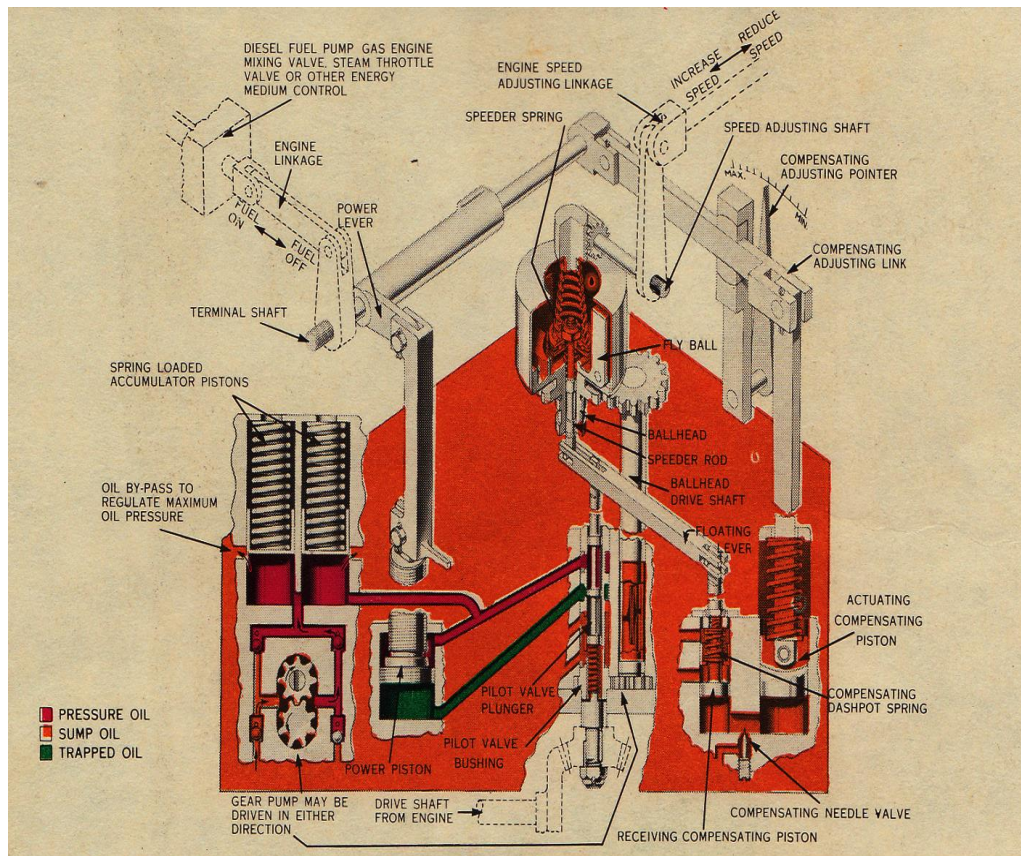 DIESEL FUEL PUMP GAS ENGINE
MIXING VALVE, STEAM THROTTLE
VALVE OR OTHER ENERGY
MEDIUM CONTROL
ENGINE
LINKAGE
FUEL
ON
FUEL
OFF
POWER
LEVER
TERMINAL SHAFT
SPEEDER SPRING
ENGINE SPEED
ADJUSTING LINKAGE
INCREASE
SPEED
REDUCE
SPEED
SPEED ADJUSTING SHAFT
MAX.
MIN.
COMPENSATING
ADJUSTING POINTER
COMPENSATING
ADJUSTING LINK
FLY BALL
SPRING LOADED
ACCUMULATOR PISTONS
BALLHEAD
SPEEDER ROD
BALLHEAD
DRIVE SHAFT
OIL BY-PASS TO
REGULATE MAXIMUM
OIL PRESSURE
FLOATING
LEVER
ACTUATING
COMPENSATING
PISTON
PILOT VALVE
PLUNGER
COMPENSATING
DASHPOT SPRING
PRESSURE OIL
SUMP OIL
TRAPPED OIL
PILOT VALVE
BUSHING
POWER PISTON
GEAR PUMP MAY BE
DRIVEN IN EITHER
DIRECTION
DRIVE SHAFT
FROM ENGINE
COMPENSATING NEEDLE VALVE
RECEIVING COMPENSATING PISTON